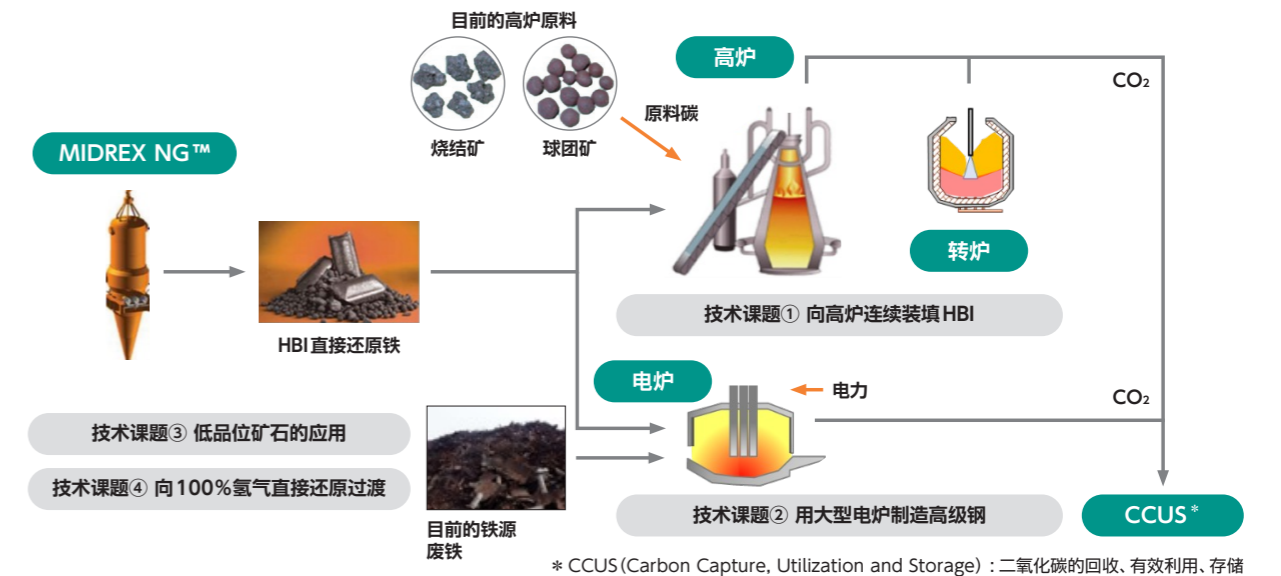 目前的高炉原料
烧结矿
球团矿
原料碳
高炉
CO₂
MIDREX NG™
HBI直接还原铁
转炉
技术课题① 向高炉连续装填HBI
电炉
电力
CO₂
技术课题③ 低品位矿石的应用
技术课题④ 向100%氢气直接还原过渡
目前的铁源
废铁
技术课题② 用大型电炉制造高级钢
CCUS*
* CCUS(Carbon Capture, Utilization and Storage) : 二氧化碳的回收、有效利用、存储